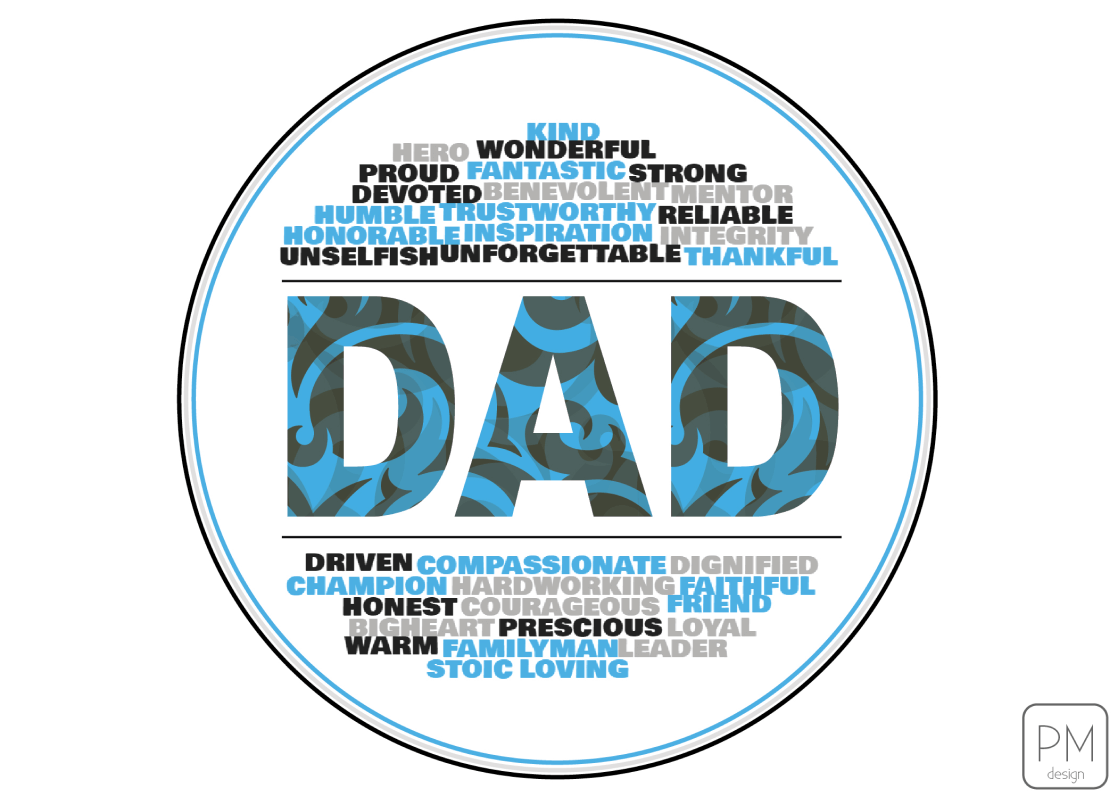 KIND
HERO WONDERFUL
PROUD FANTASTIC STRONG
DEVOTED BENEVOLENT MENTOR
HUMBLE TRUSTWORTHY RELIABLE
HONORABLE INSPIRATION INTEGRITY
UNSELFISH UNFORGETTABLE THANKFUL
DAD
DRIVEN COMPASSIONATE DIGNIFIED
CHAMPION HARDWORKING FAITHFUL
HONEST COURAGEOUS FRIEND
BIGHEART PRESCIOUS LOYAL
WARM FAMILYMAN LEADER
STOIC LOVING
PM
design